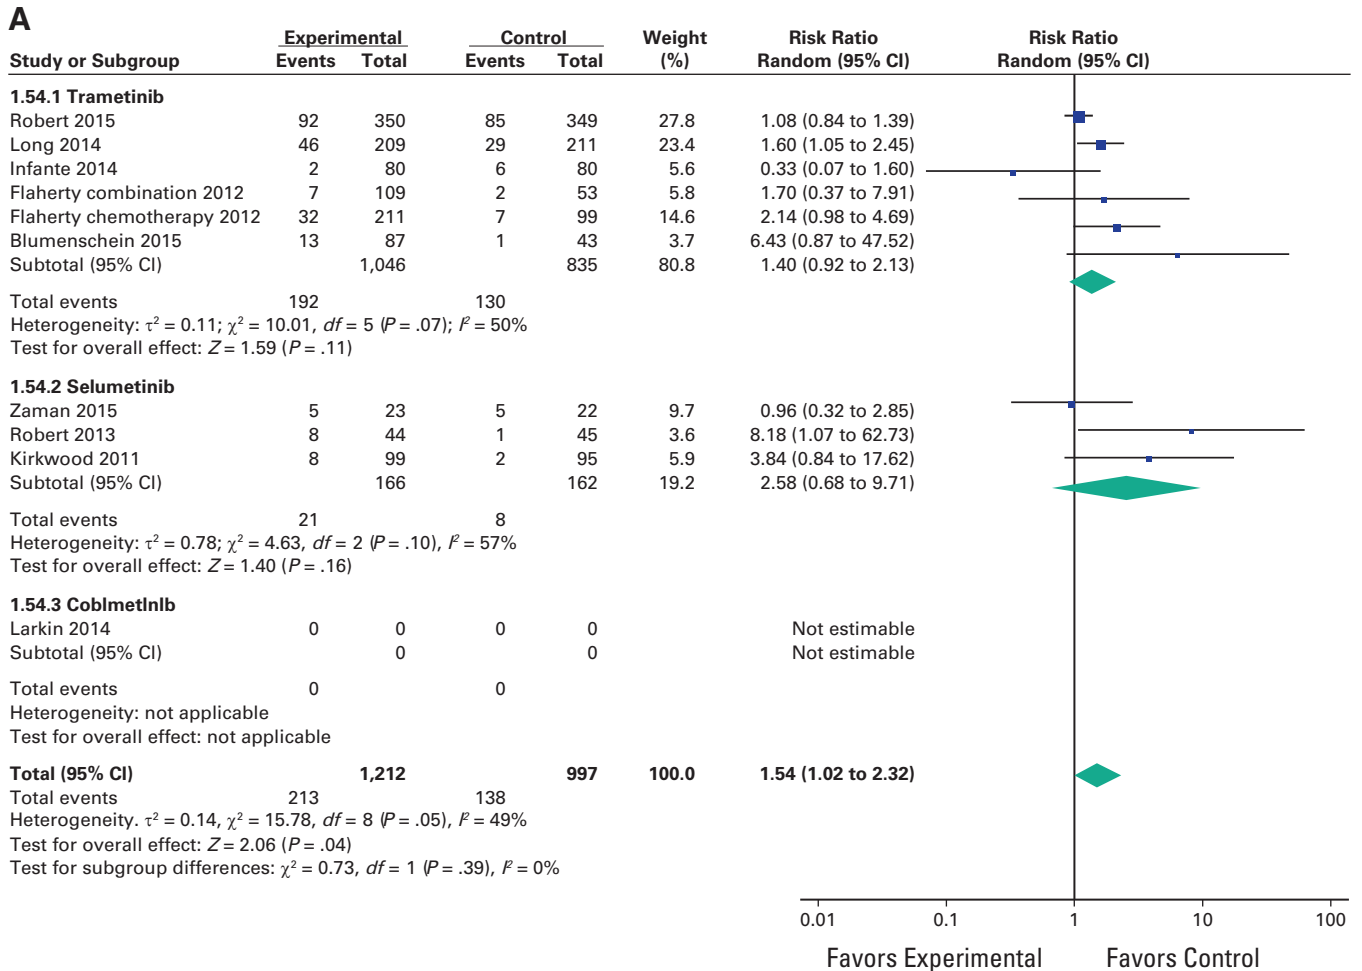 A
Experimental Control Weight Risk Ratio Risk Ratio
Study or Subgroup Events Total Events Total (%) Random (95% CI) Random (95% CI)
1.54.1 Trametinib
Robert 2015 92 350 85 349 27.8 1.08 (0.84 to 1.39)
Long 2014 46 209 29 211 23.4 1.60 (1.05 to 2.45)
Infante 2014 2 80 6 80 5.6 0.33 (0.07 to 1.60)
Flaherty combination 2012 7 109 2 53 5.8 1.70 (0.37 to 7.91)
Flaherty chemotherapy 2012 32 211 7 99 14.6 2.14 (0.98 to 4.69)
Blumenschein 2015 13 87 1 43 3.7 6.43 (0.87 to 47.52)
Subtotal (95% CI) 1,046 835 80.8 1.40 (0.92 to 2.13)
Total events 192 130
Heterogeneity: τ² = 0.11; χ² = 10.01, df = 5 (P = .07); I² = 50%
Test for overall effect: Z = 1.59 (P = .11)
1.54.2 Selumetinib
Zaman 2015 5 23 5 22 9.7 0.96 (0.32 to 2.85)
Robert 2013 8 44 1 45 3.6 8.18 (1.07 to 62.73)
Kirkwood 2011 8 99 2 95 5.9 3.84 (0.84 to 17.62)
Subtotal (95% CI) 166 162 19.2 2.58 (0.68 to 9.71)
Total events 21 8
Heterogeneity: τ² = 0.78; χ² = 4.63, df = 2 (P = .10), I² = 57%
Test for overall effect: Z = 1.40 (P = .16)
1.54.3 CobImetInIb
Larkin 2014 0 0 0 0 Not estimable
Subtotal (95% CI) 0 0 Not estimable
Total events 0 0
Heterogeneity: not applicable
Test for overall effect: not applicable
Total (95% CI) 1,212 997 100.0 1.54 (1.02 to 2.32)
Total events 213 138
Heterogeneity. τ² = 0.14, χ² = 15.78, df = 8 (P = .05), I² = 49%
Test for overall effect: Z = 2.06 (P = .04)
Test for subgroup differences: χ² = 0.73, df = 1 (P = .39), I² = 0%
0.01 0.1 1 10 100
Favors Experimental Favors Control